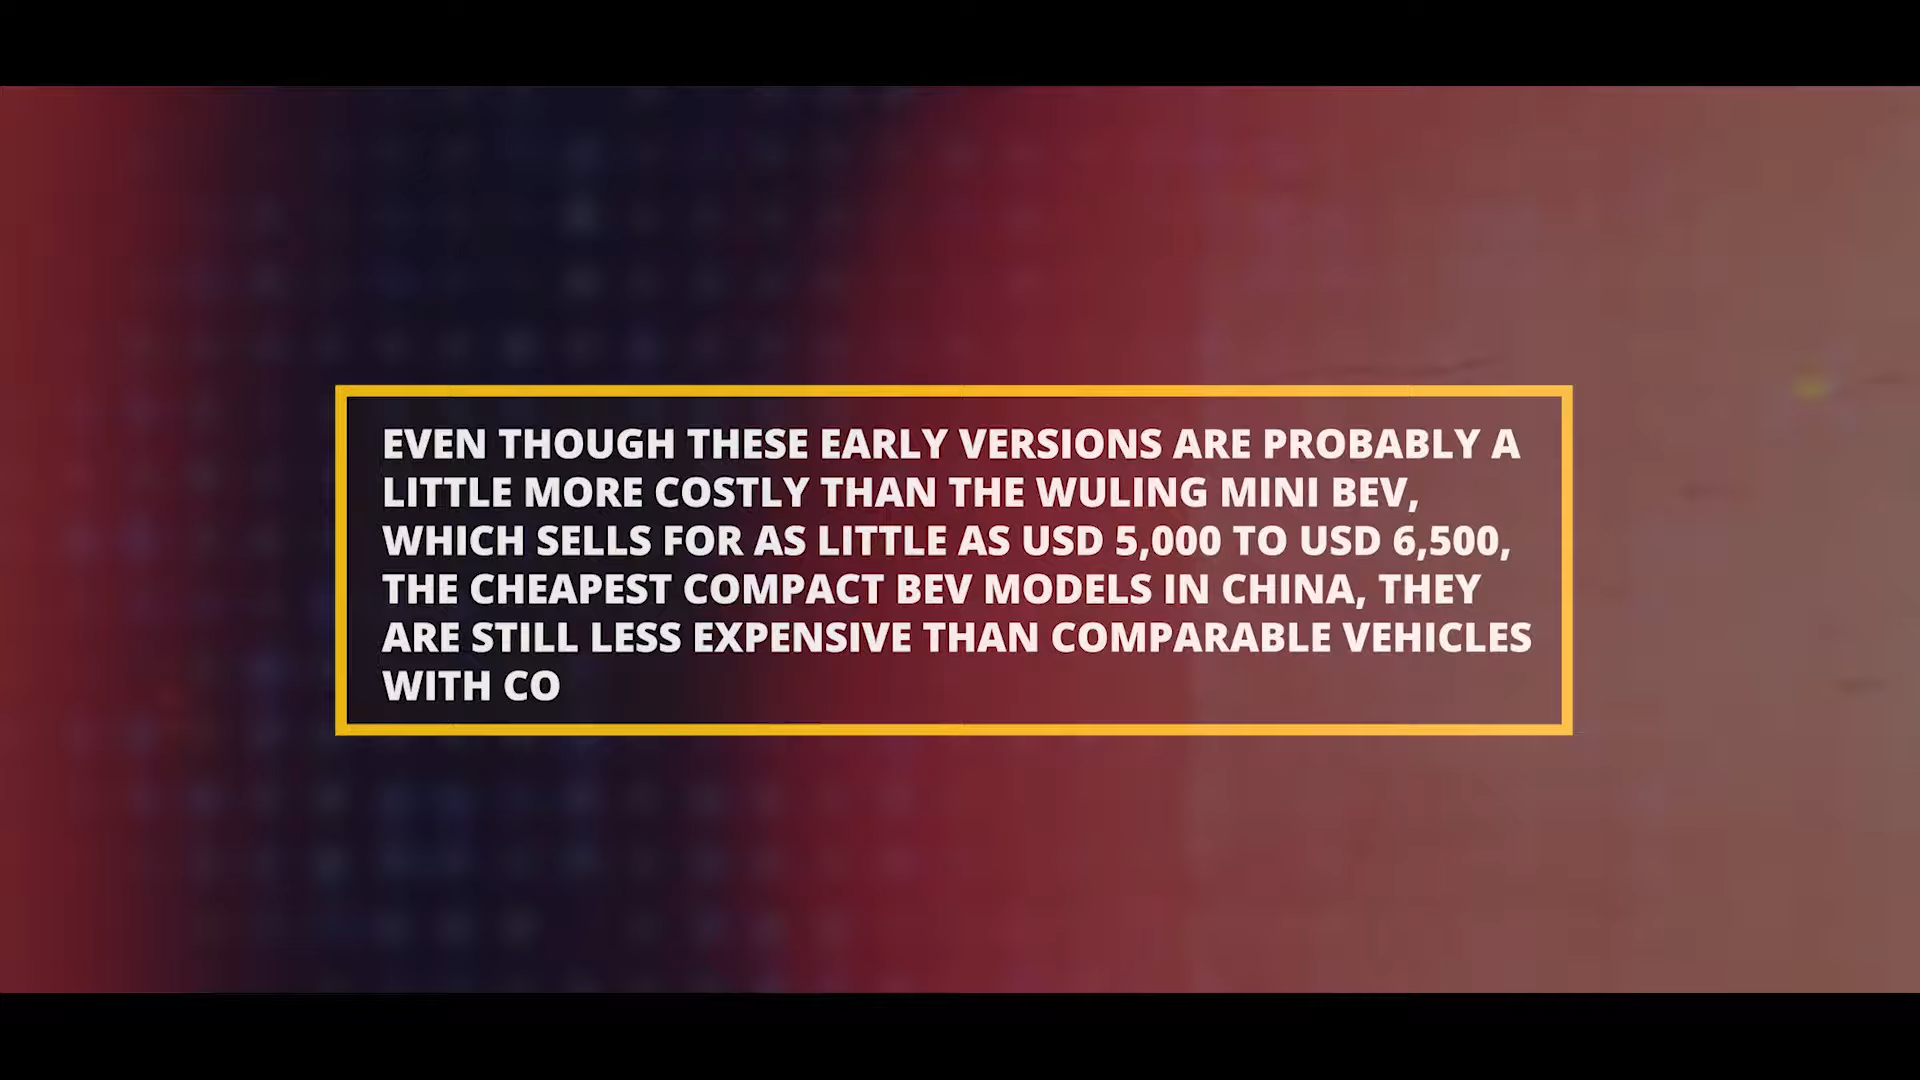 EVEN THOUGH THESE EARLY VERSIONS ARE PROBABLY A
LITTLE MORE COSTLY THAN THE WULING MINI BEV,
WHICH SELLS FOR AS LITTLE AS USD 5,000 TO USD 6,500,
THE CHEAPEST COMPACT BEV MODELS IN CHINA, THEY
ARE STILL LESS EXPENSIVE THAN COMPARABLE VEHICLES
WITH CO